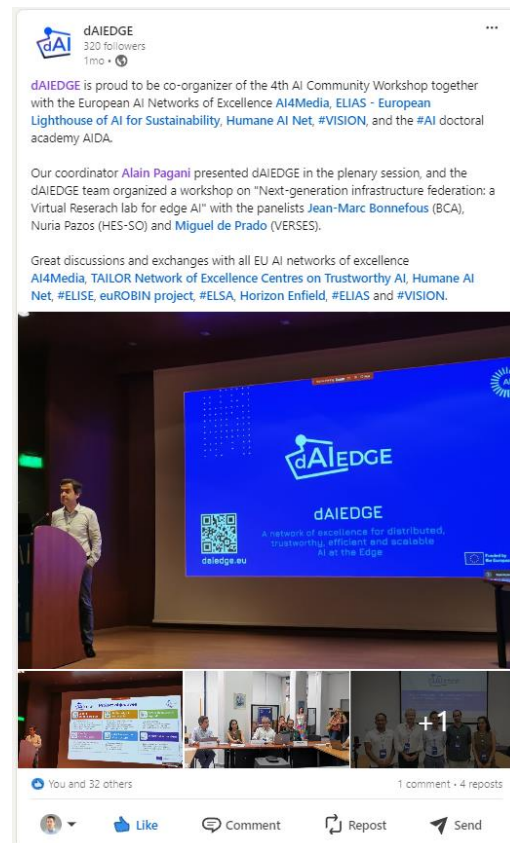 dAIEDGE
320 followers
1mo •
dAIEDGE is proud to be co-organizer of the 4th AI Community Workshop together
with the European AI Networks of Excellence AI4Media, ELIAS - European
Lighthouse of AI for Sustainability, Humane AI Net, #VISION, and the #AI doctoral
academy AIDA.
Our coordinator Alain Pagani presented dAIEDGE in the plenary session, and the
dAIEDGE team organized a workshop on "Next-generation infrastructure federation: a
Virtual Reserach lab for edge AI" with the panelists Jean-Marc Bonnefous (BCA),
Nuria Pazos (HES-SO) and Miguel de Prado (VERSES).
Great discussions and exchanges with all EU AI networks of excellence
AI4Media, TAILOR Network of Excellence Centres on Trustworthy AI, Humane AI
Net, #ELISE, euROBIN project, #ELSA, Horizon Enfield, #ELIAS and #VISION.
dAIEDGE
dAIEDGE
A network of excellence for distributed,
trustworthy, efficient and scalable
AI at the Edge
daiedge.eu
Funded by
the European
+1
You and 32 others
1 comment • 4 reposts
Like
Comment
Repost
Send